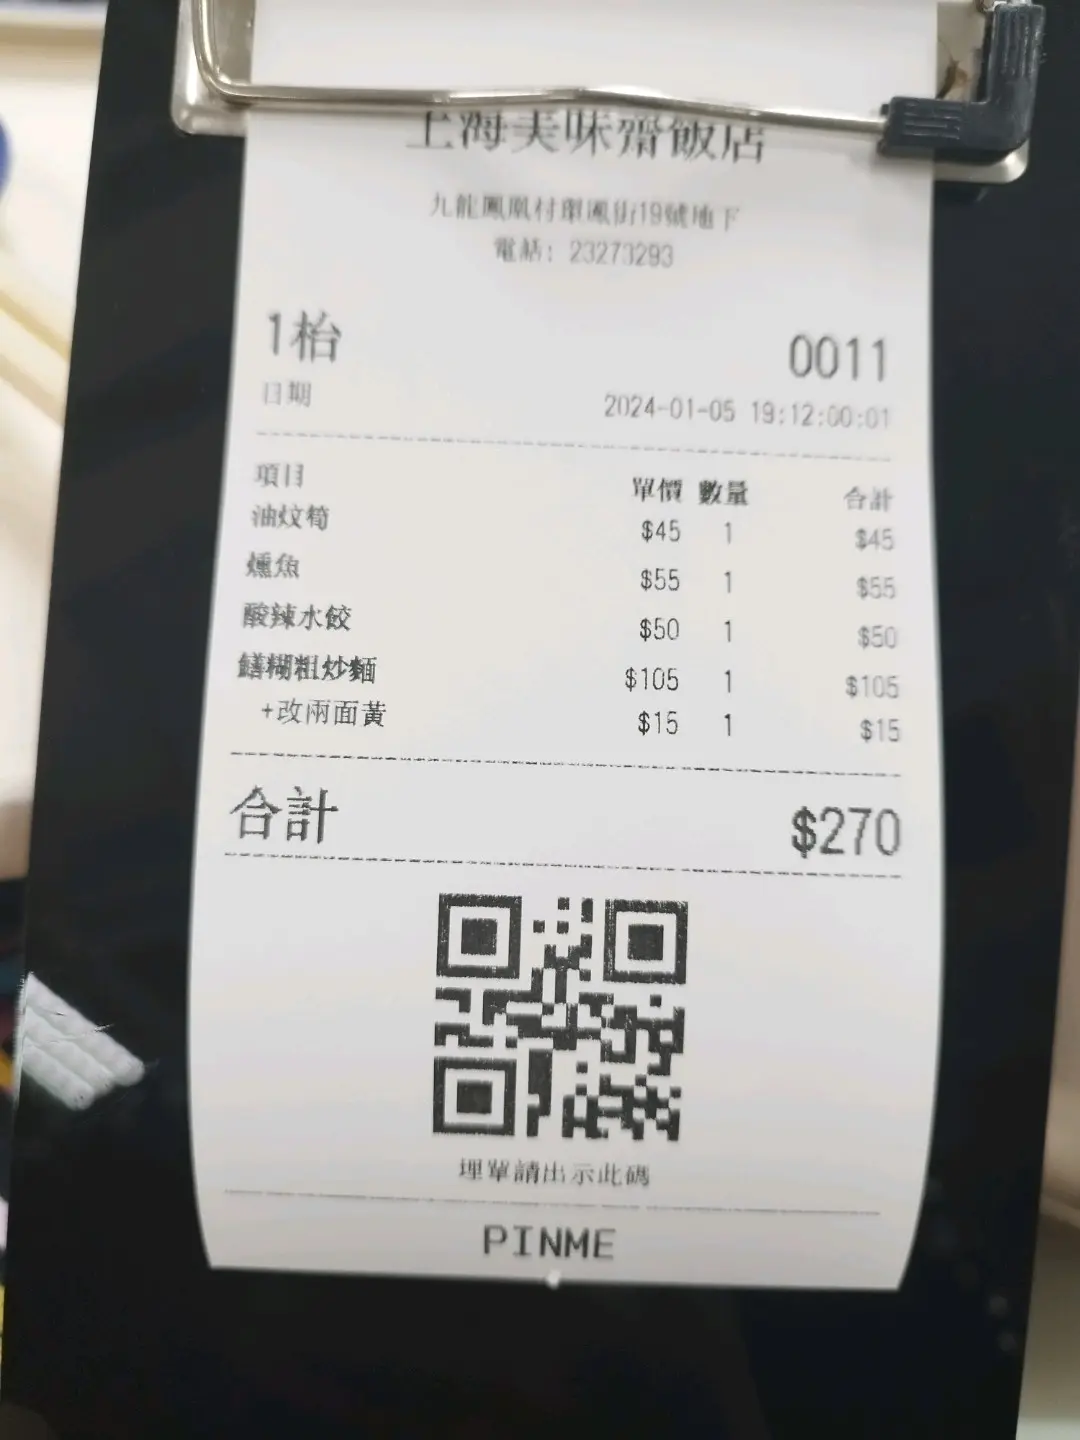 上海美味齋飯店
九龍鳳凰村環鳳街19號地下
電話: 23273293
1枱 0011
日期 2024-01-05 19:12:00:01
項目 單價 數量 合計
油炆筍 $45 1 $45
燻魚 $55 1 $55
酸辣水餃 $50 1 $50
鱔糊粗炒麵 $105 1 $105
+改兩面黃 $15 1 $15
合計 $270
埋單請出示此碼
PINME